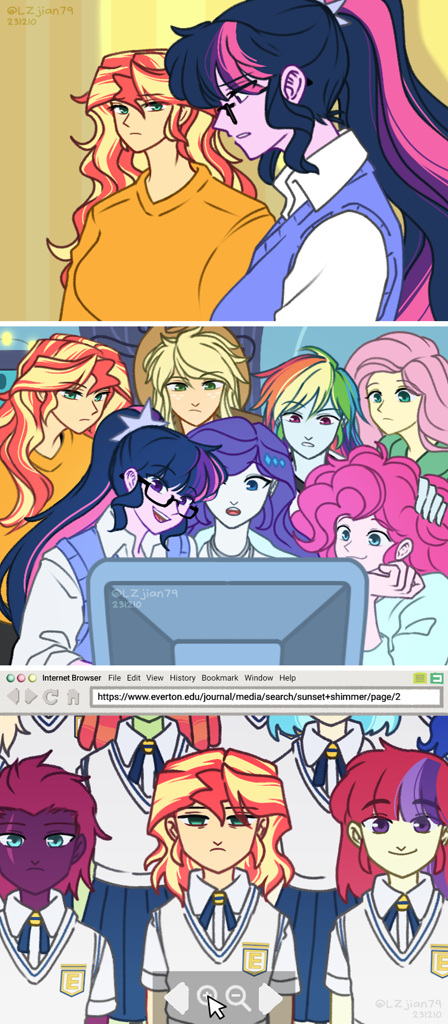 @LZjian79
231210
@LZjian79
231210
Internet Browser File Edit View History Bookmark Window Help
https://www.everton.edu/journal/media/search/sunset+shimmer/page/2
E
E
@LZjian79
231210